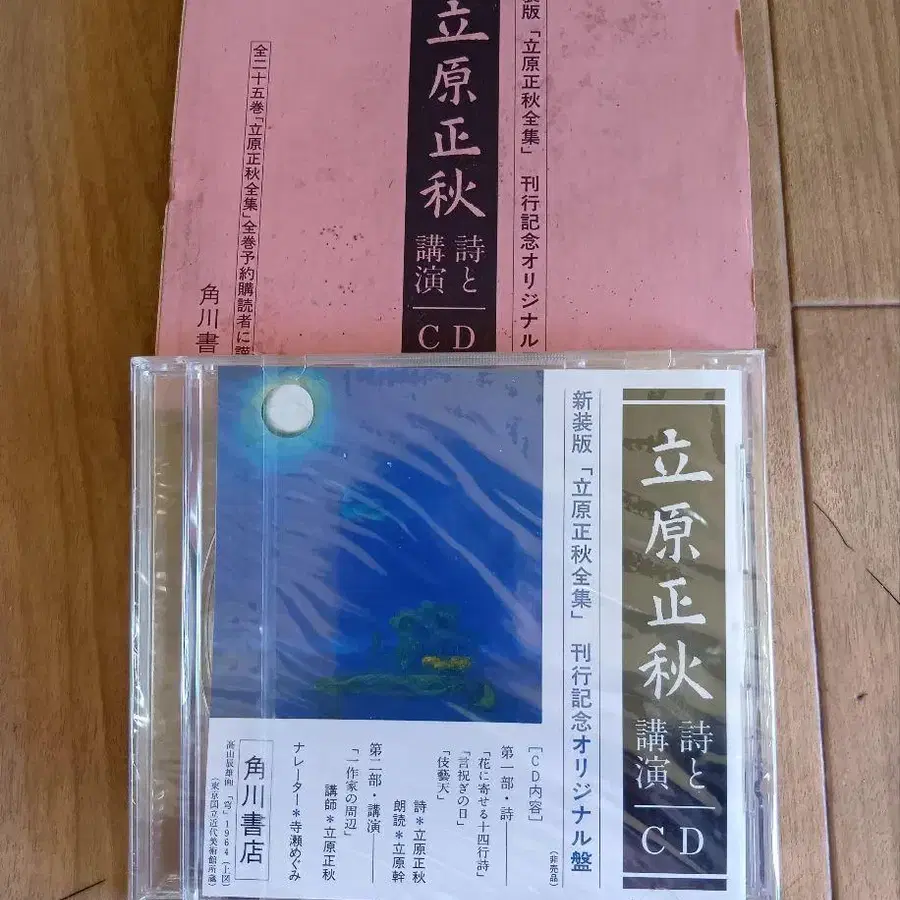 装版「立原正秋全集」 刊行記念オリジナル
立原正秋
詩と
講演
CD
全二十五巻「立原正秋全集」全巻予約購読者に謹
角川書
立原正秋
詩と
講演
CD
新装版「立原正秋全集」 刊行記念オリジナル盤
(非売品)
[CD内容]
第一部・詩
「花に寄せる十四行詩」
「言祝ぎの日」
「伎藝天」
詩*立原正秋
朗読*立原幹
第二部・講演
「一作家の周辺」
講師*立原正秋
ナレーター*寺瀬めぐみ
角川書店
高山辰雄画 「穹」1964(上図)
(東京国立近代美術館所蔵)